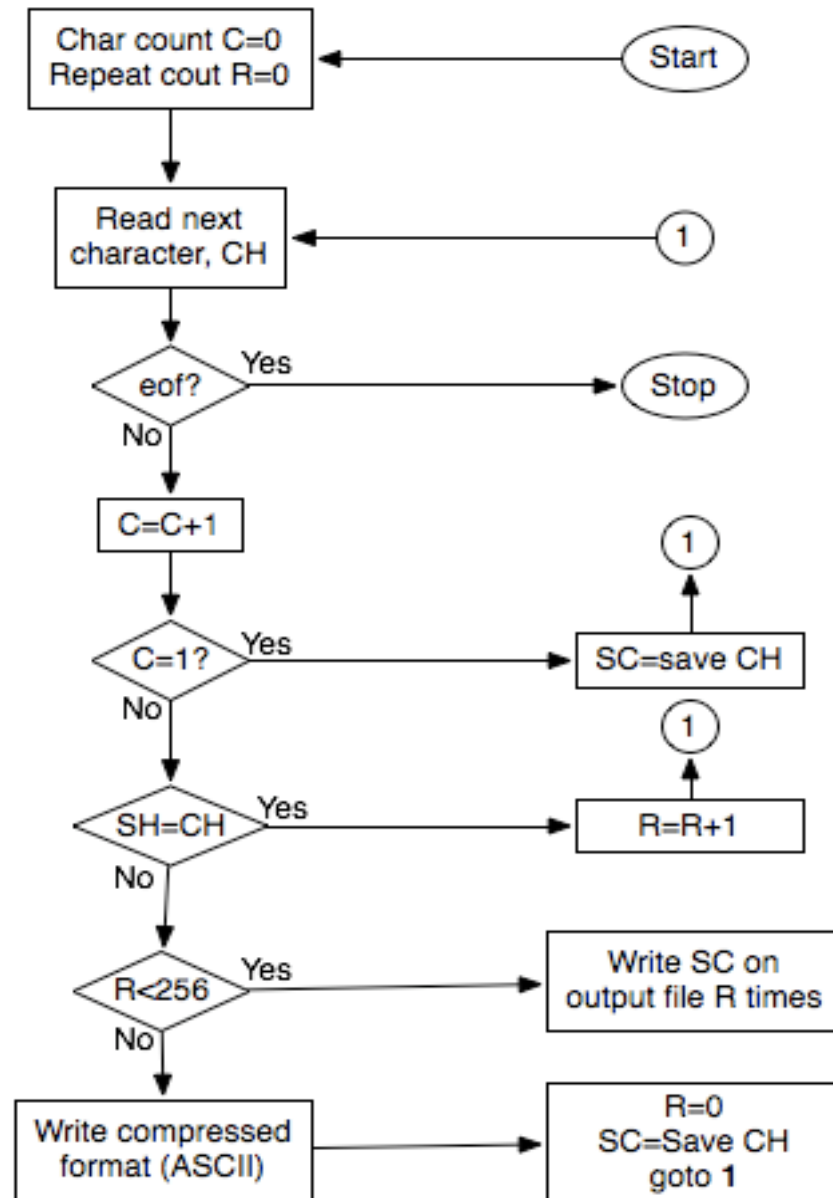 Char count C=0
Repeat cout R=0
Start
Read next
character, CH
1
eof?
Yes
Stop
No
C=C+1
1
C=1?
Yes
SC=save CH
No
1
SH=CH
Yes
R=R+1
No
R<256
Yes
Write SC on
output file R times
No
Write compressed
format (ASCII)
R=0
SC=Save CH
goto 1